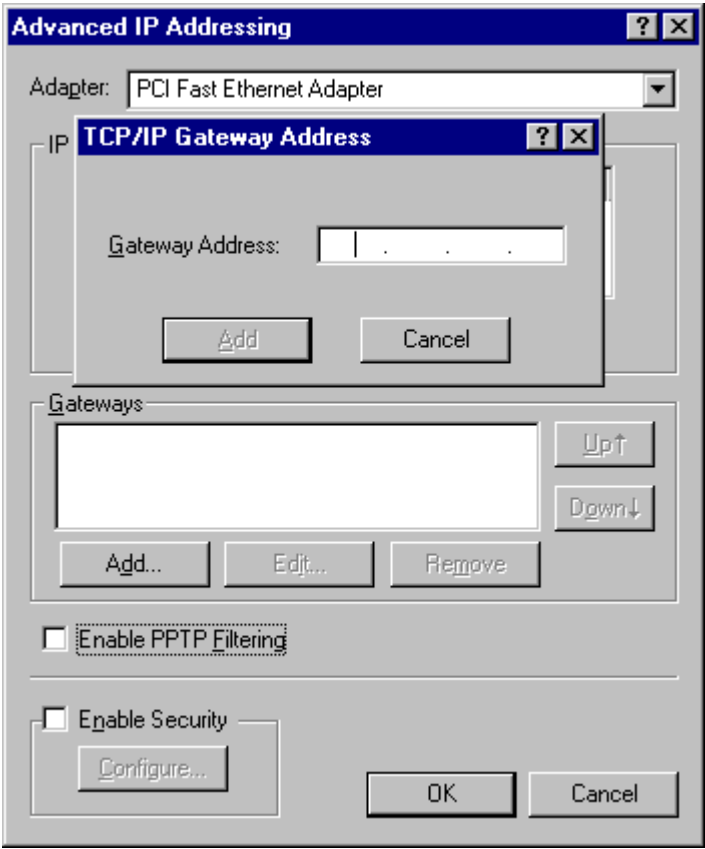 Advanced IP Addressing
Adapter: PCI Fast Ethernet Adapter
IP
TCP/IP Gateway Address
Gateway Address: . . .
Add Cancel
Gateways
Up↑
Down↓
Add... Edit... Remove
Enable PPTP Filtering
Enable Security
Configure...
OK Cancel